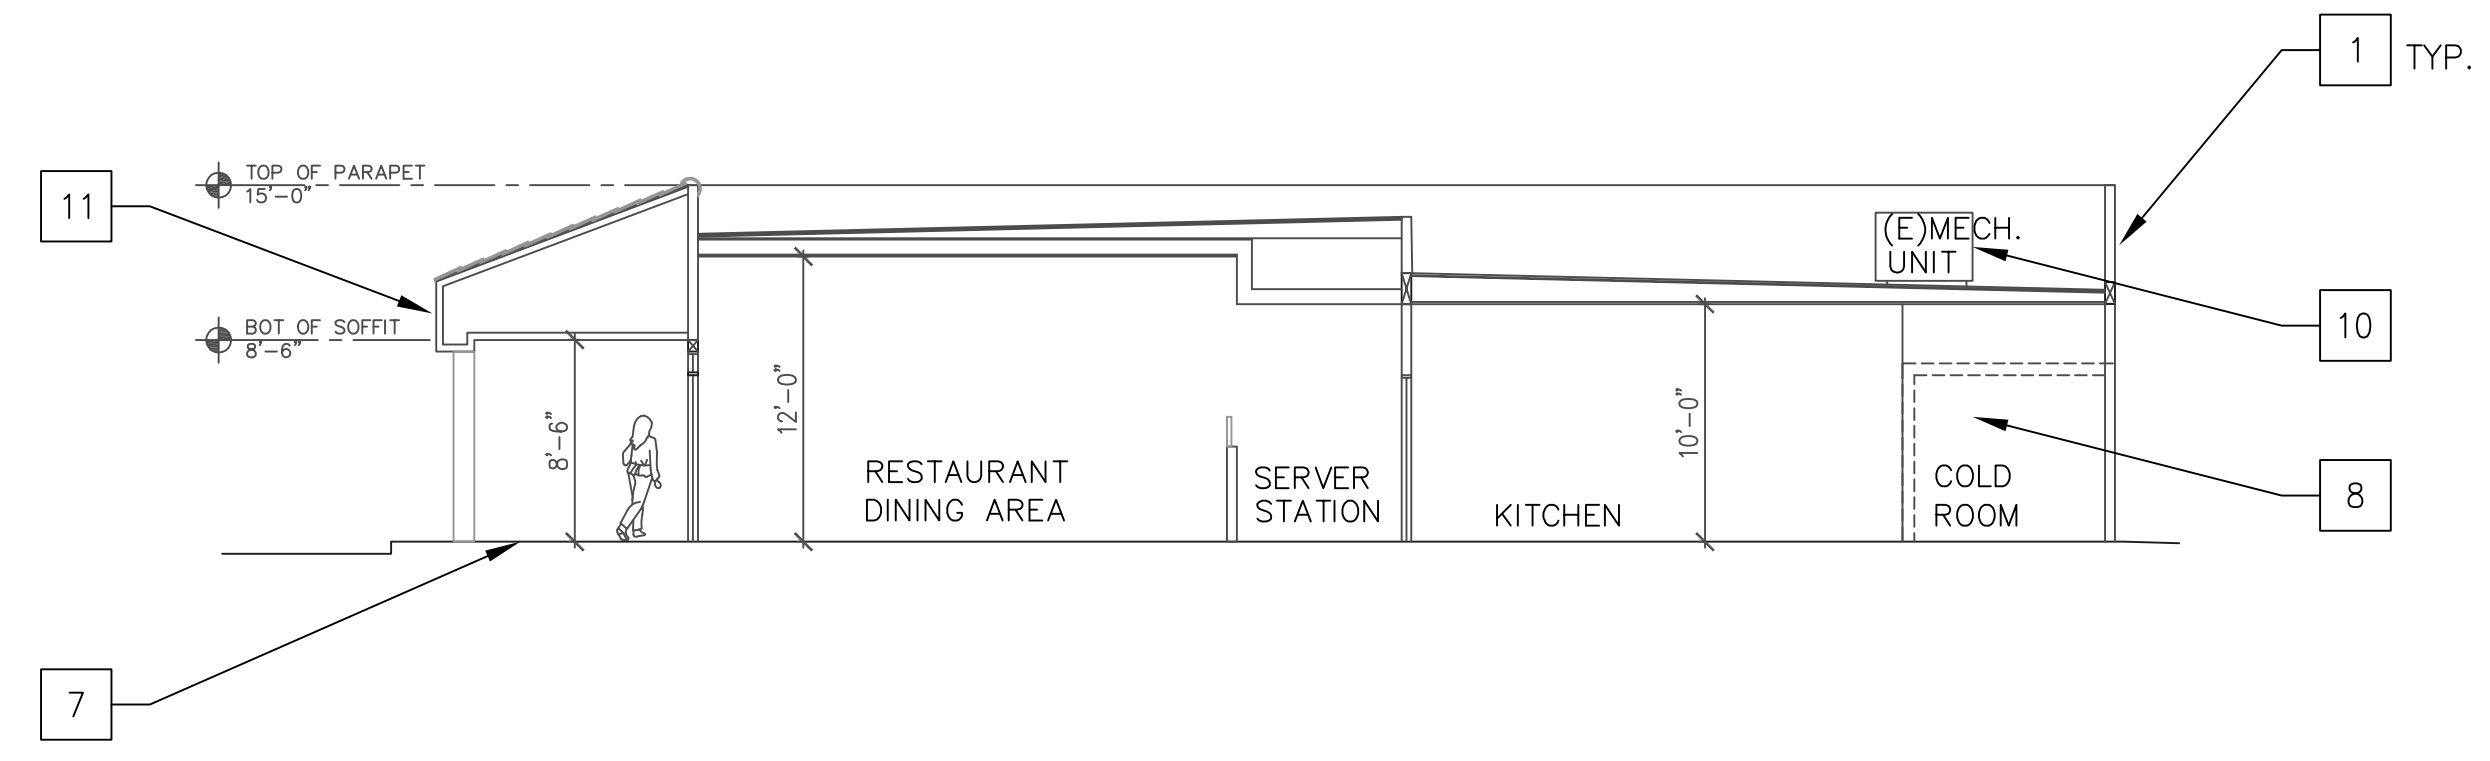 1 TYP.
TOP OF PARAPET
15'-0"
11
(E)MECH.
UNIT
10
BOT OF SOFFIT
8'-6"
8'-6"
12'-0"
10'-0"
RESTAURANT
DINING AREA
SERVER
STATION
KITCHEN
COLD
ROOM
8
7